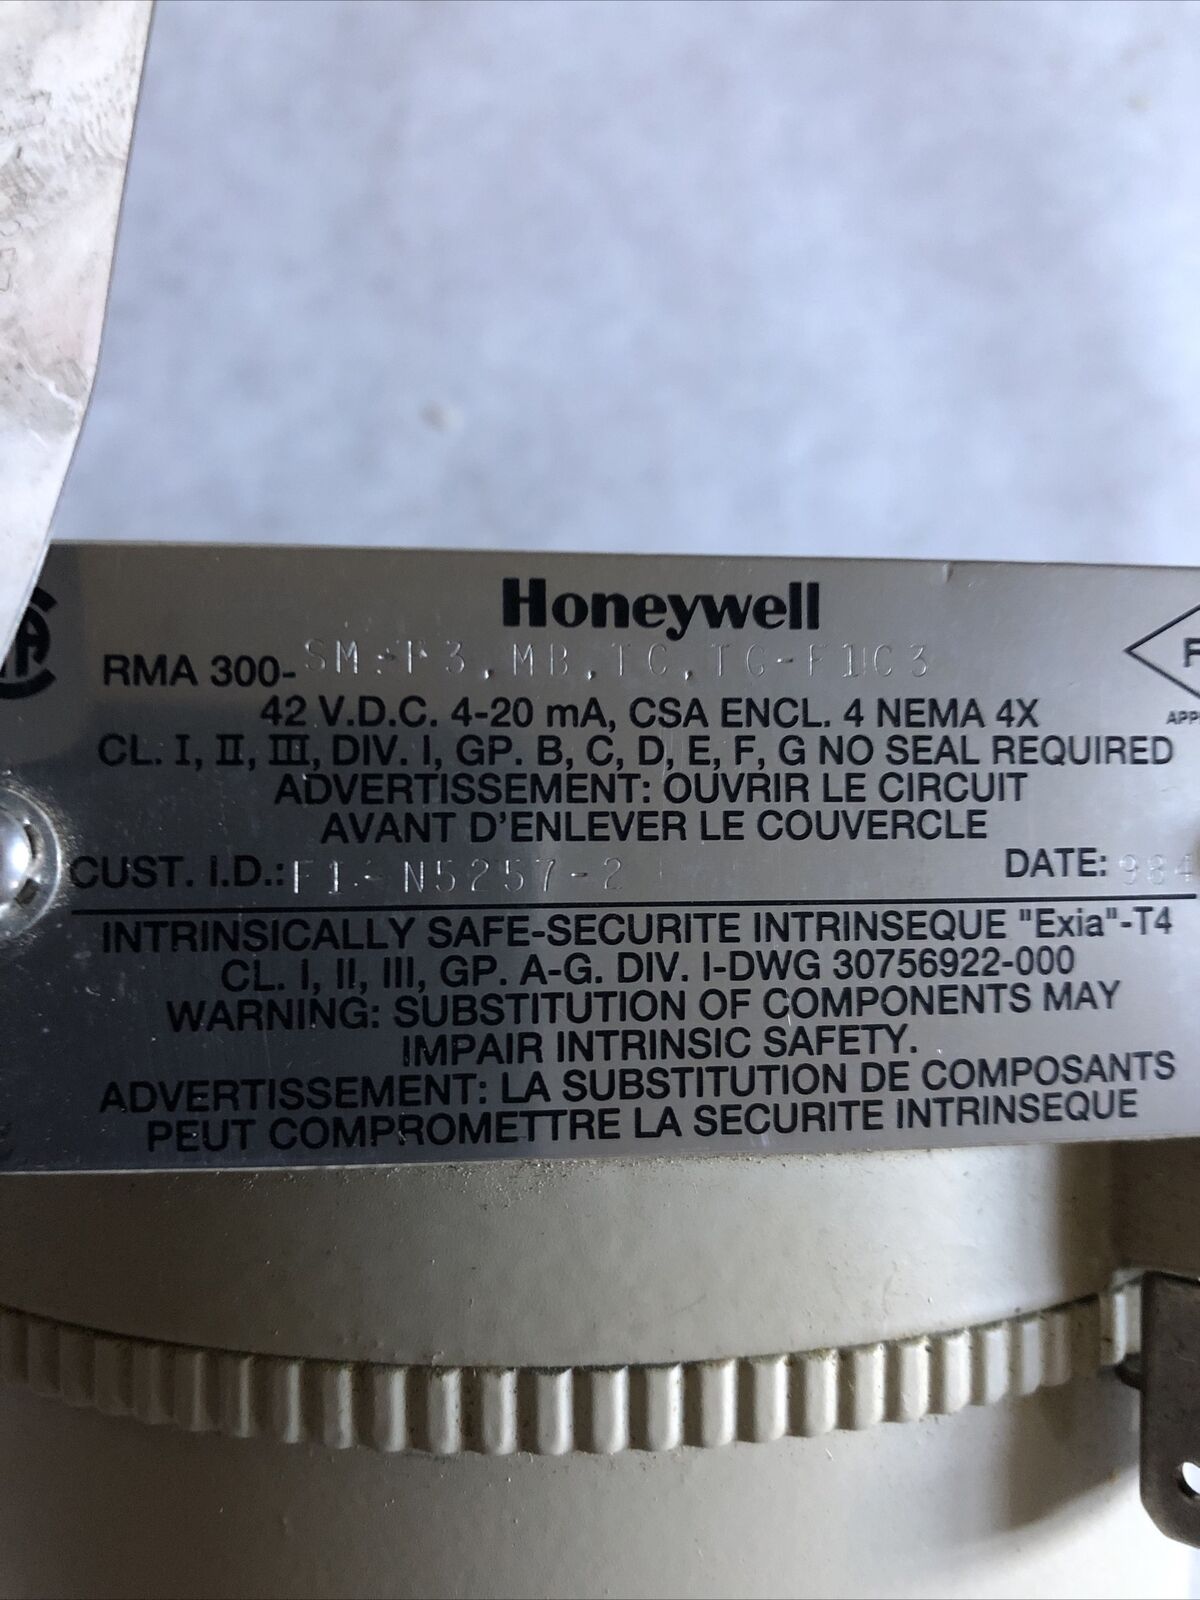 Honeywell
RMA 300-SM-P3,MB,TC,TG-F1C3
42 V.D.C. 4-20 mA, CSA ENCL. 4 NEMA 4X
CL. I, II, III, DIV. I, GP. B, C, D, E, F, G NO SEAL REQUIRED
ADVERTISSEMENT: OUVRIR LE CIRCUIT
AVANT D'ENLEVER LE COUVERCLE
CUST. I.D.: N5257-2 DATE: 984
INTRINSICALLY SAFE-SECURITE INTRINSEQUE "Exia"-T4
CL. I, II, III, GP. A-G. DIV. I-DWG 30756922-000
WARNING: SUBSTITUTION OF COMPONENTS MAY
IMPAIR INTRINSIC SAFETY.
ADVERTISSEMENT: LA SUBSTITUTION DE COMPOSANTS
PEUT COMPROMETTRE LA SECURITE INTRINSEQUE